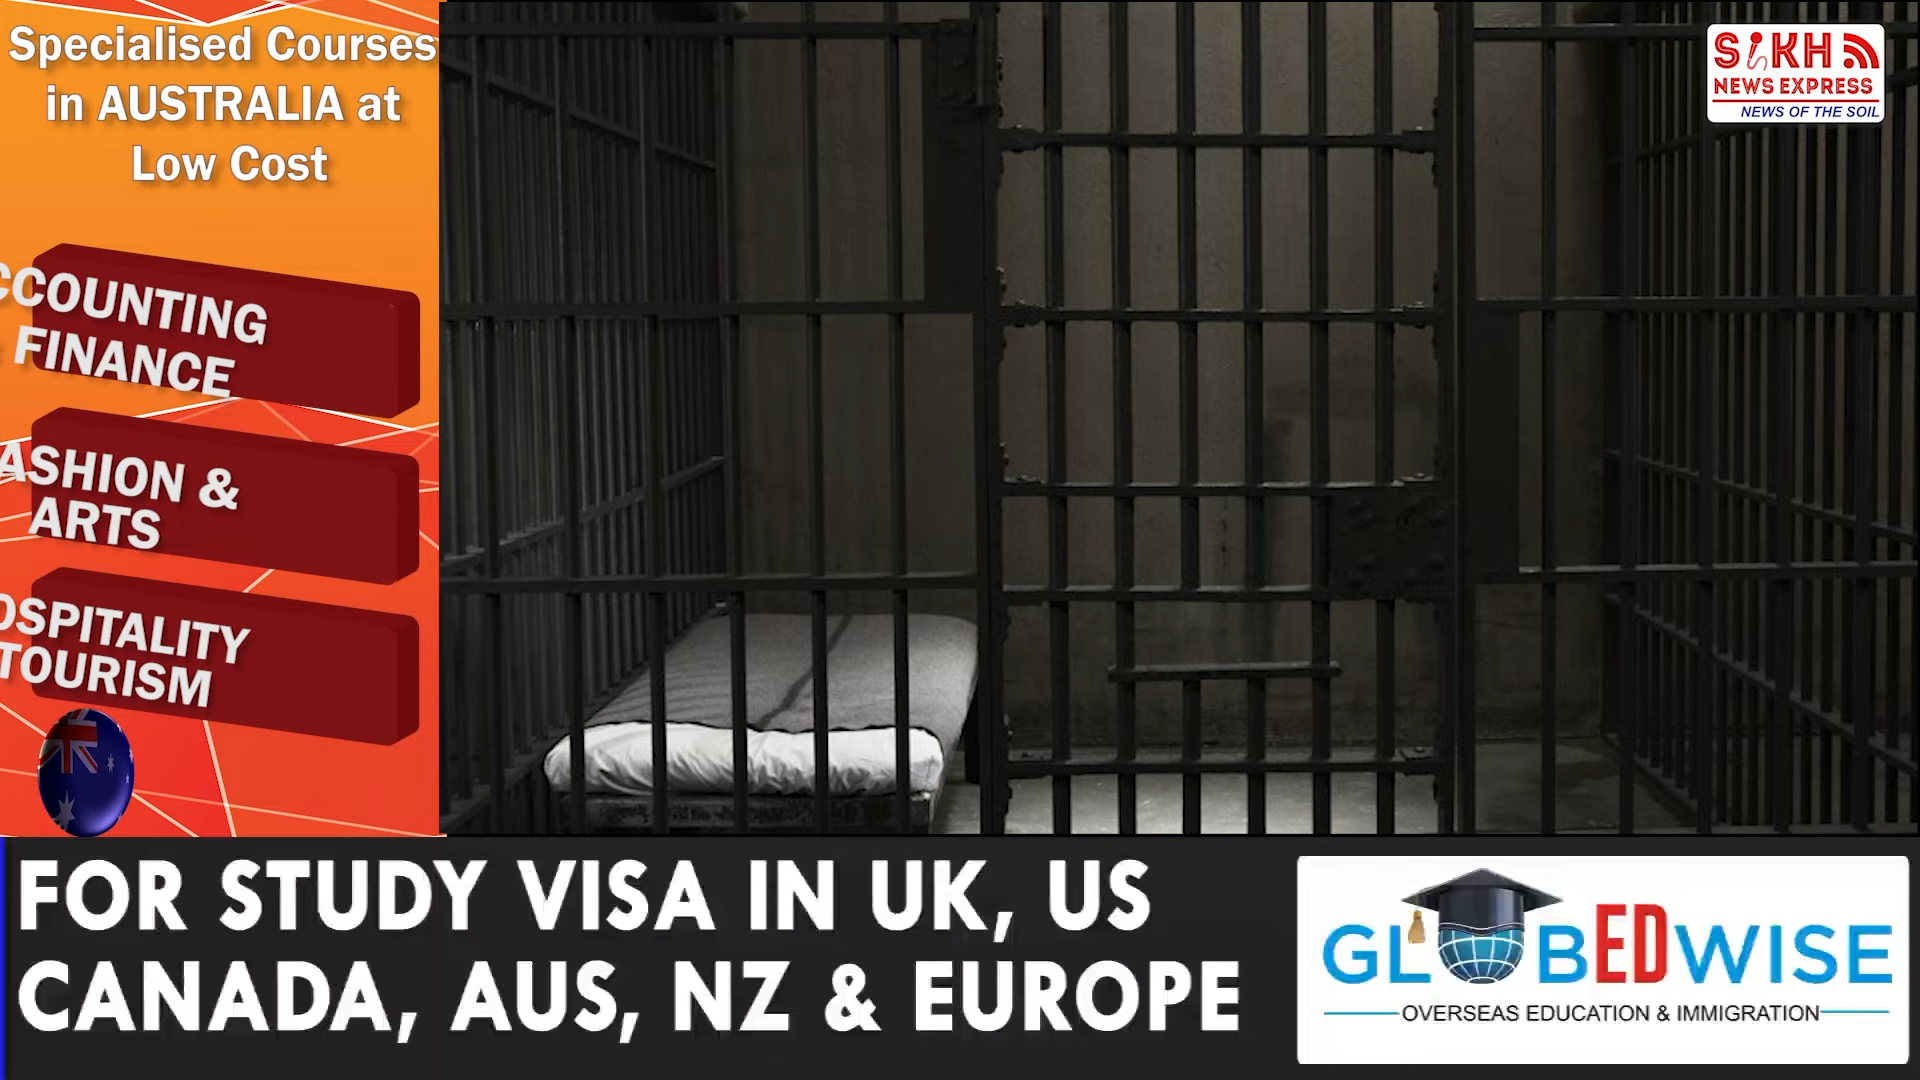 Specialised Courses
in AUSTRALIA at
Low Cost
CCOUNTING
FINANCE
ASHION &
ARTS
OSPITALITY
TOURISM
SiKH
NEWS EXPRESS
NEWS OF THE SOIL
FOR STUDY VISA IN UK, US
CANADA, AUS, NZ & EUROPE
GLOBEDWISE
OVERSEAS EDUCATION & IMMIGRATION